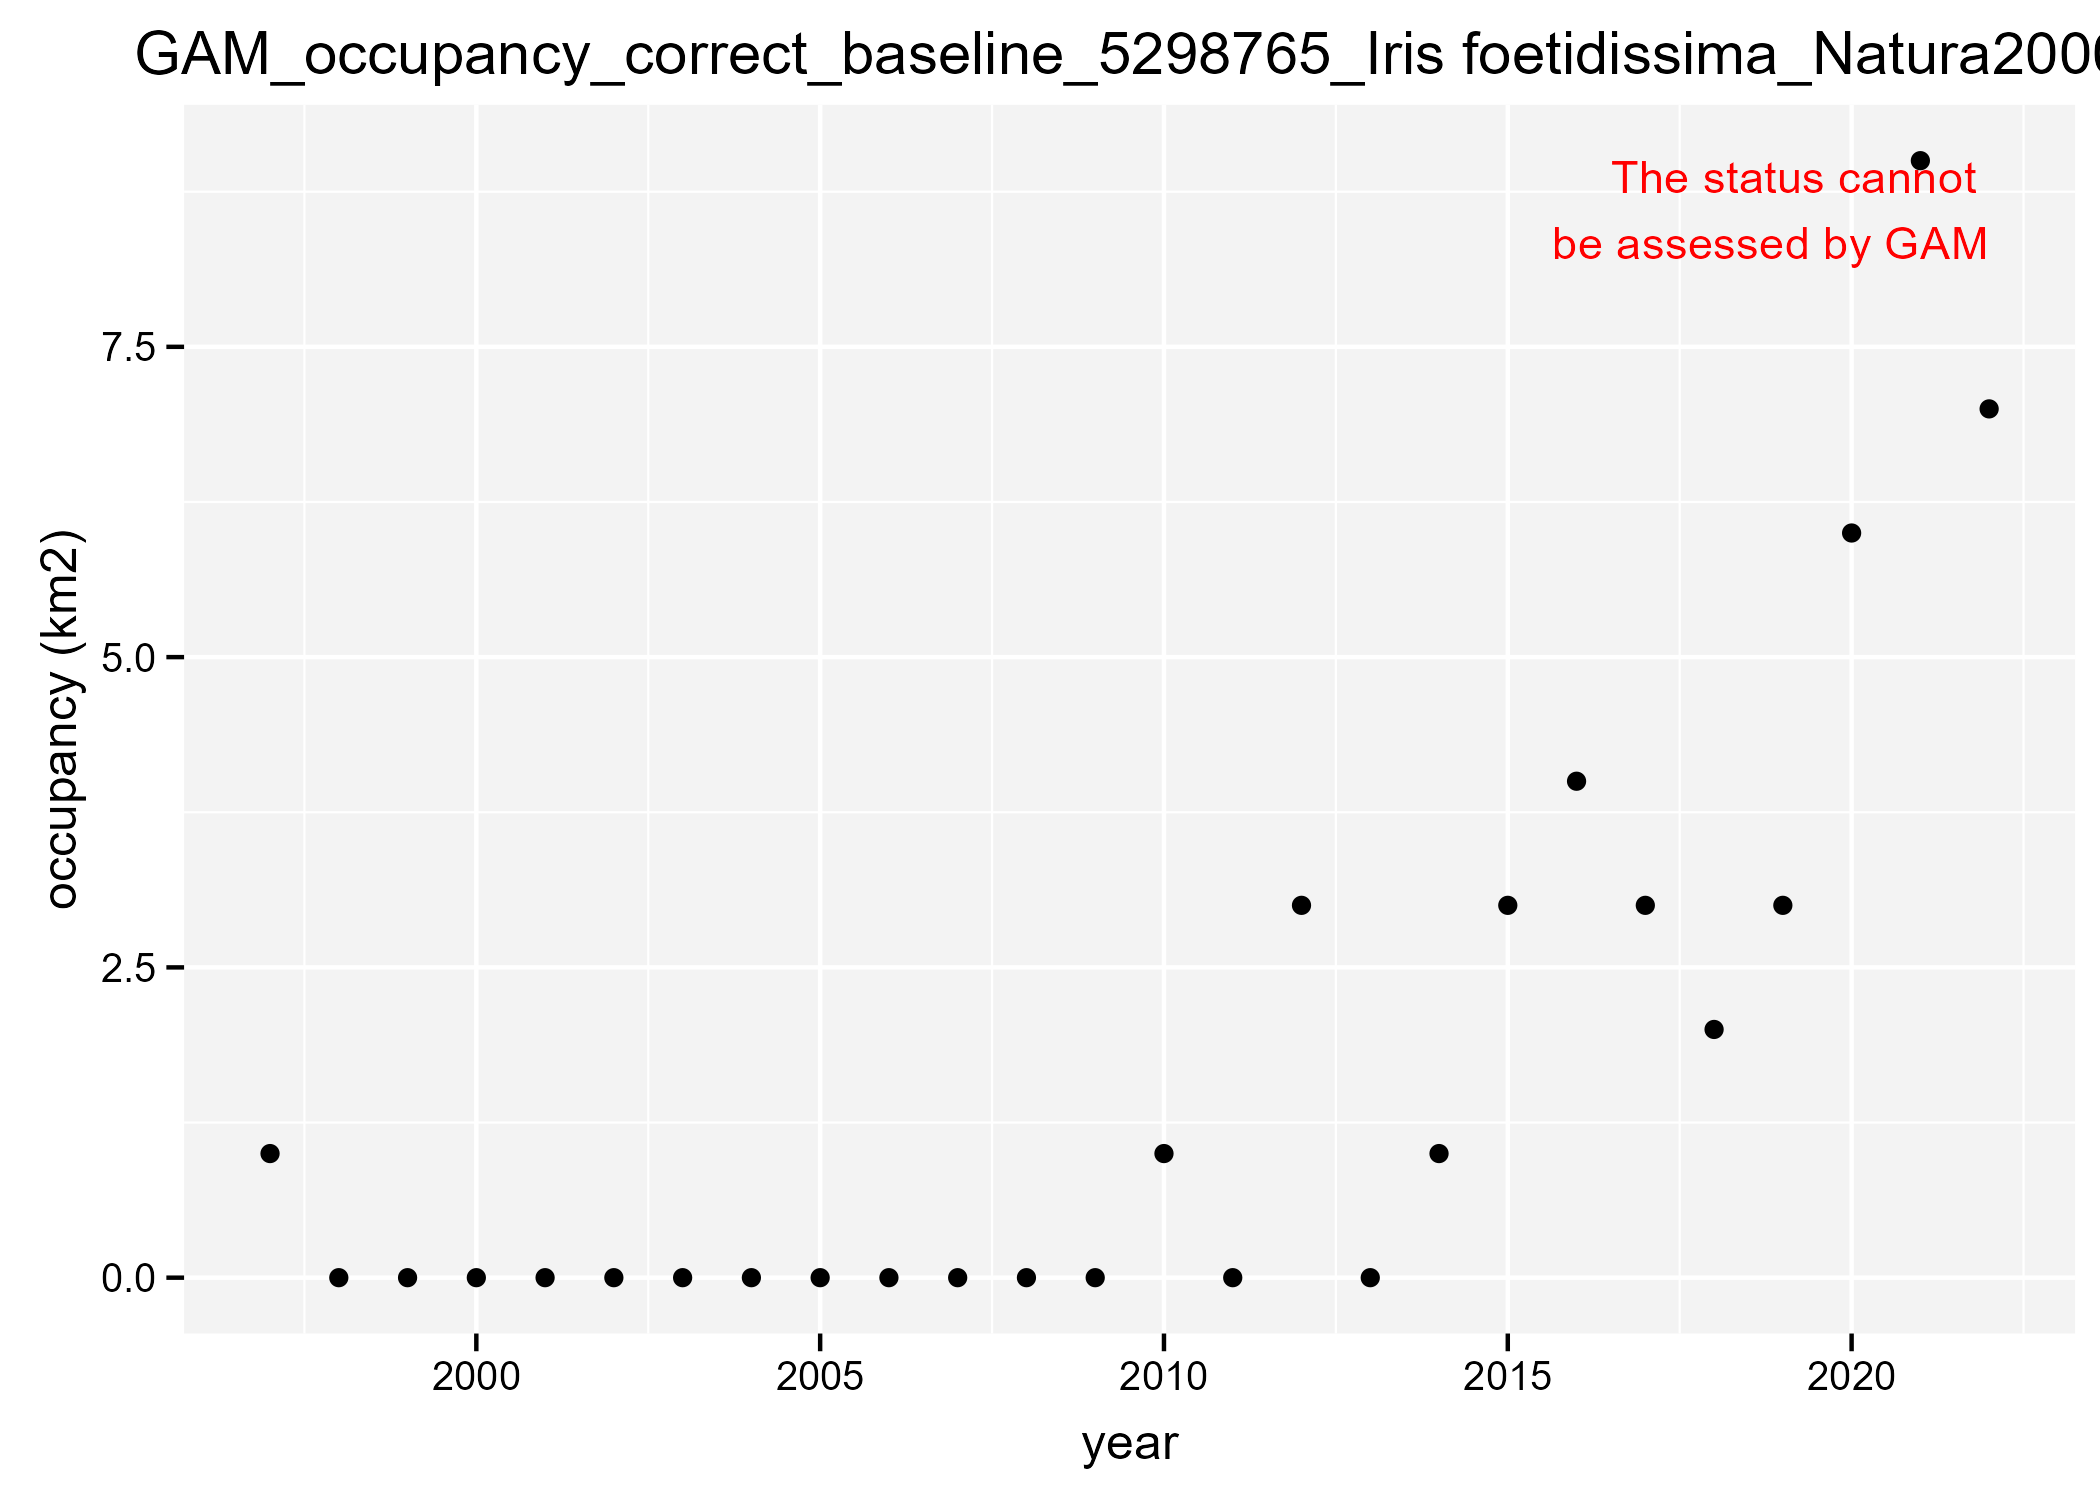 GAM_occupancy_correct_baseline_5298765_Iris foetidissima_Natura200
The status cannot
be assessed by GAM
occupancy (km2)
7.5
5.0
2.5
0.0
2000
2005
2010
2015
2020
year